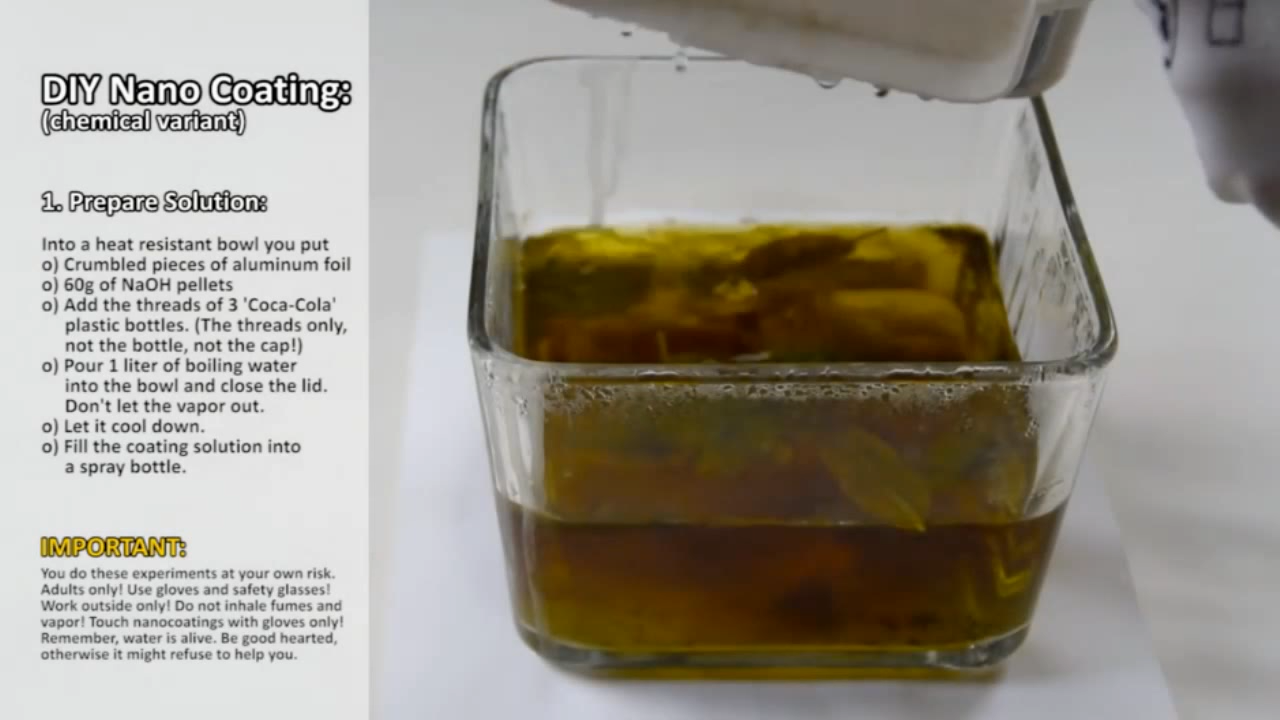 DIY Nano Coating:
(chemical variant)
1. Prepare Solution:
Into a heat resistant bowl you put
o) Crumbled pieces of aluminum foil
o) 60g of NaOH pellets
o) Add the threads of 3 'Coca-Cola'
plastic bottles. (The threads only,
not the bottle, not the cap!)
o) Pour 1 liter of boiling water
into the bowl and close the lid.
Don't let the vapor out.
o) Let it cool down.
o) Fill the coating solution into
a spray bottle.
IMPORTANT:
You do these experiments at your own risk.
Adults only! Use gloves and safety glasses!
Work outside only! Do not inhale fumes and
vapor! Touch nanocoatings with gloves only!
Remember, water is alive. Be good hearted,
otherwise it might refuse to help you.